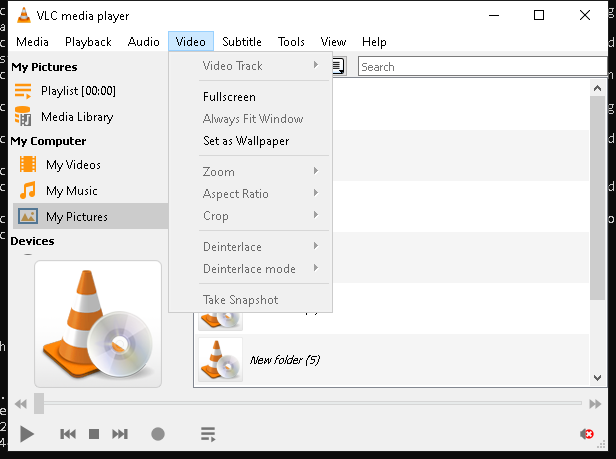 VLC media player
Media Playback Audio Video Subtitle Tools View Help
My Pictures
Playlist [00:00]
Media Library
My Computer
My Videos
My Music
My Pictures
Devices
Video Track
Fullscreen
Always Fit Window
Set as Wallpaper
Zoom
Aspect Ratio
Crop
Deinterlace
Deinterlace mode
Take Snapshot
Search
New folder (5)